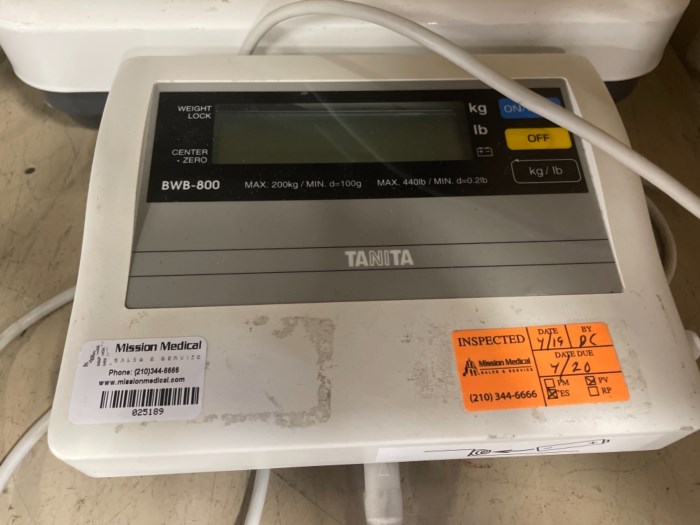 WEIGHT
LOCK
kg
lb
ON/
OFF
CENTER
• ZERO
kg / lb
BWB-800 MAX. 200kg / MIN. d=100g MAX. 440lb / MIN. d=0.2lb
TANITA
Mission Medical
SALES & SERVICE
Phone: (210)344-6666
www.missionmedical.com
025189
INSPECTED
DATE
4/19
BY
DC
Mission Medical
SALES & SERVICE
(210) 344-6666
DATE DUE
4/20
PM
PV
ES
RP